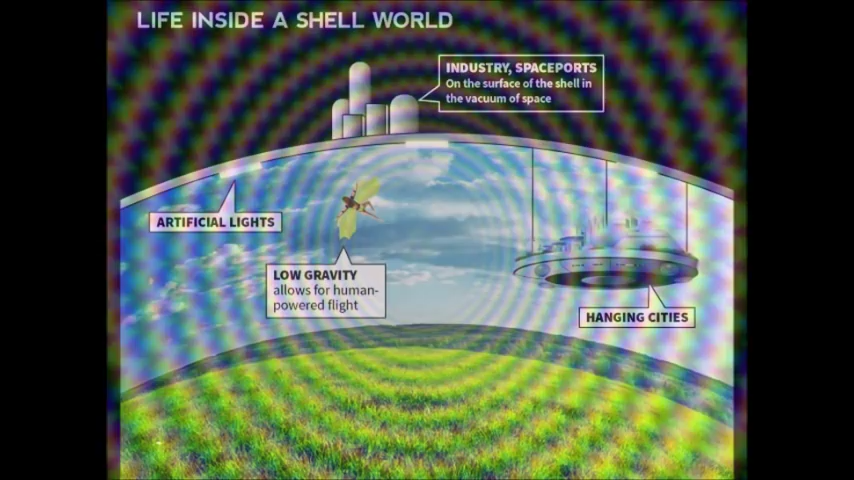 LIFE INSIDE A SHELL WORLD
INDUSTRY, SPACEPORTS
On the surface of the shell in
the vacuum of space
ARTIFICIAL LIGHTS
LOW GRAVITY
allows for human-
powered flight
HANGING CITIES